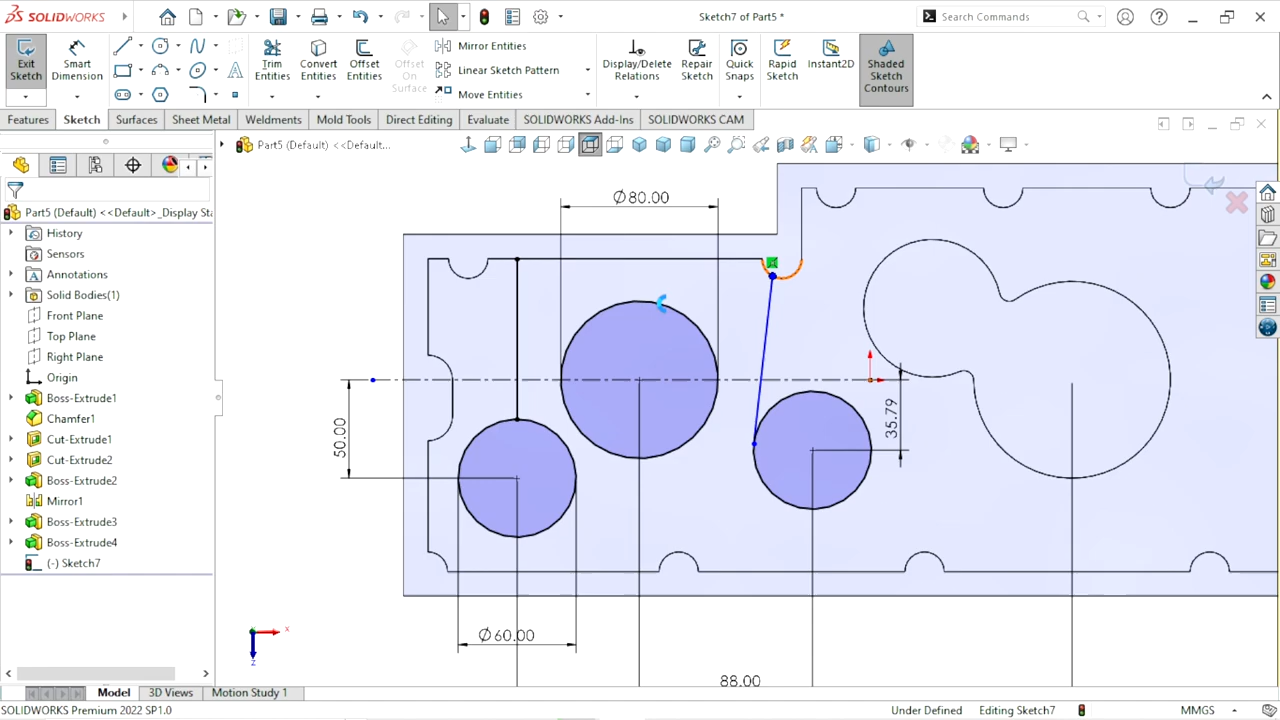 SOLIDWORKS
Sketch7 of Part5 *
Search Commands
Exit Sketch
Smart Dimension
Trim Entities
Convert Entities
Offset Entities
Offset On Surface
Mirror Entities
Linear Sketch Pattern
Move Entities
Display/Delete Relations
Repair Sketch
Quick Snaps
Rapid Sketch
Instant2D
Shaded Sketch Contours
Features
Sketch
Surfaces
Sheet Metal
Weldments
Mold Tools
Direct Editing
Evaluate
SOLIDWORKS Add-Ins
SOLIDWORKS CAM
Part5 (Default) <<Default...
Part5 (Default) <<Default>_Display Sta
History
Sensors
Annotations
Solid Bodies(1)
Front Plane
Top Plane
Right Plane
Origin
Boss-Extrude1
Chamfer1
Cut-Extrude1
Cut-Extrude2
Boss-Extrude2
Mirror1
Boss-Extrude3
Boss-Extrude4
(-) Sketch7
Ø80.00
50.00
35.79
Ø60.00
88.00
x
z
Model
3D Views
Motion Study 1
SOLIDWORKS Premium 2022 SP1.0
Under Defined
Editing Sketch7
MMGS